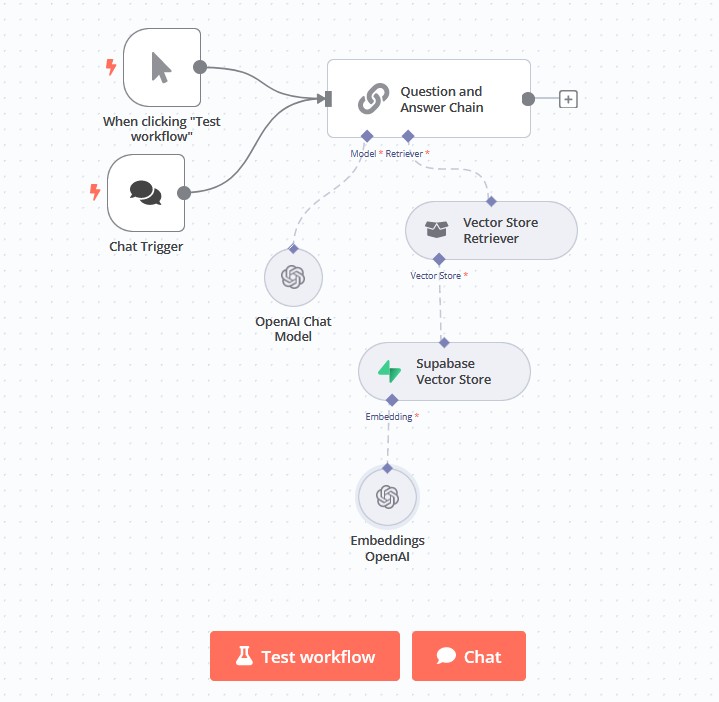 When clicking "Test
workflow"
Question and
Answer Chain
Model *
Retriever *
Chat Trigger
Vector Store
Retriever
Vector Store *
OpenAI Chat
Model
Supabase
Vector Store
Embedding *
Embeddings
OpenAI
Test workflow
Chat